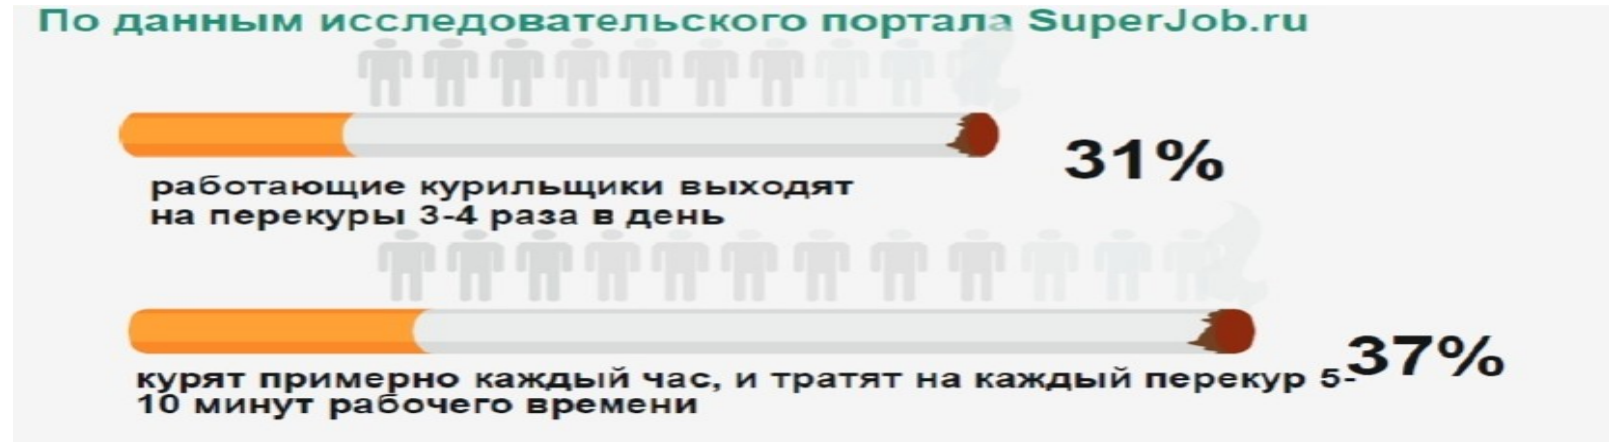 По данным исследовательского портала SuperJob.ru
31%
работающие курильщики выходят
на перекуры 3-4 раза в день
37%
курят примерно каждый час, и тратят на каждый перекур 5-
10 минут рабочего времени